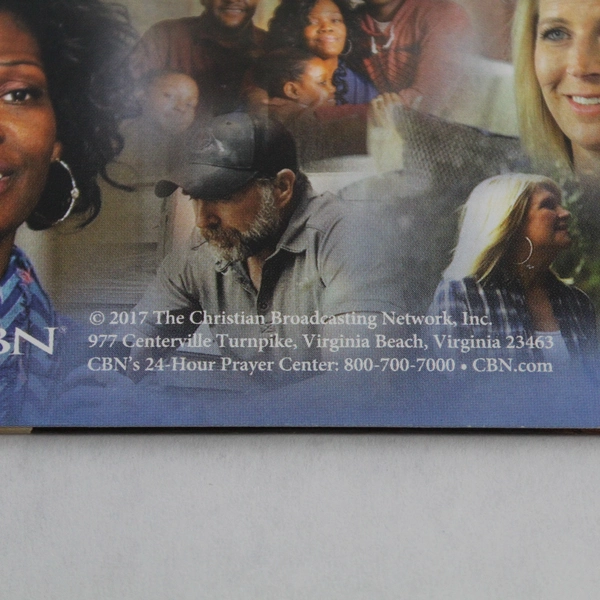 BN®
© 2017 The Christian Broadcasting Network, Inc.
977 Centerville Turnpike, Virginia Beach, Virginia 23463
CBN’s 24-Hour Prayer Center: 800-700-7000 • CBN.com